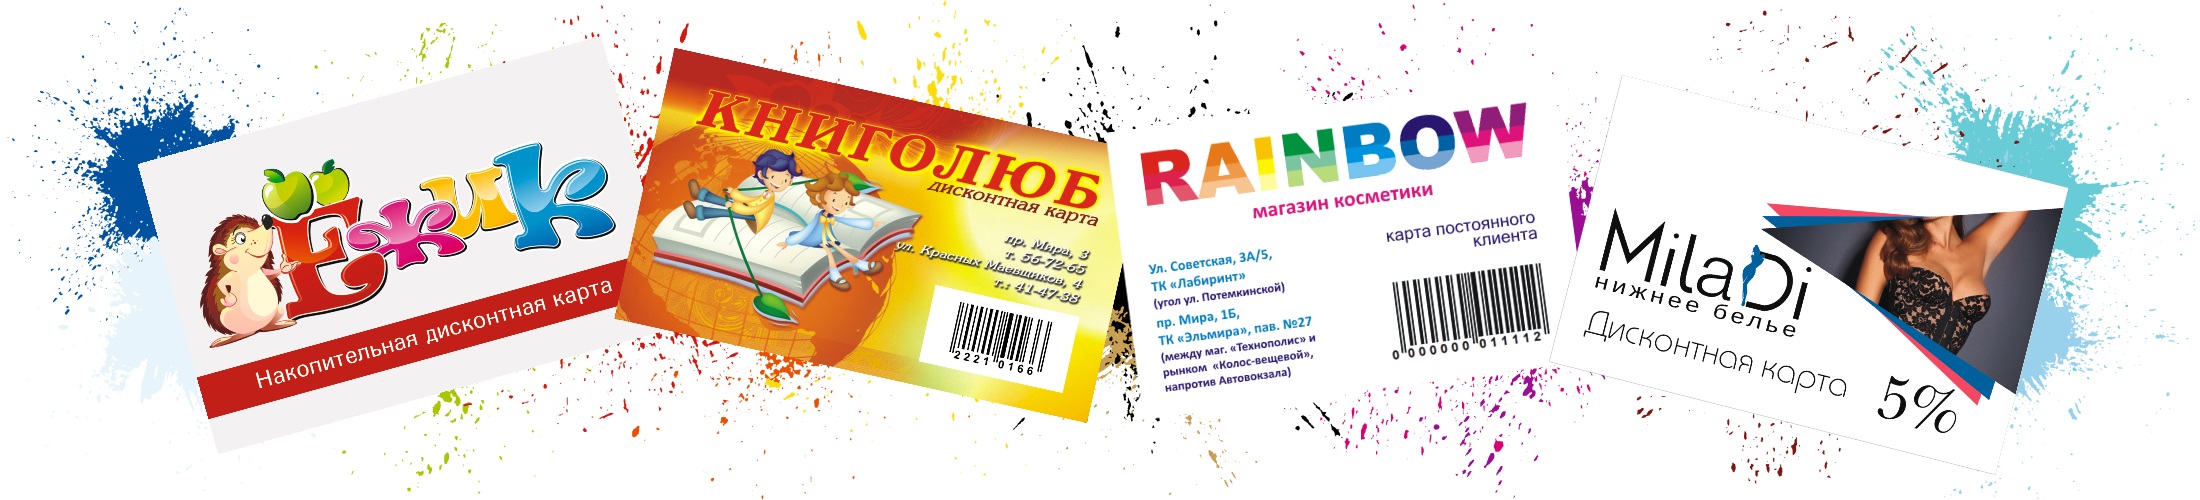 Ёжик
Накопительная дисконтная карта
КНИГОЛЮБ
дисконтная карта
пр. Мира, 3
т. 56-72-65
ул. Красных Маевщиков, 4
т.: 41-47-38
2221 0166
RAINBOW
магазин косметики
карта постоянного
клиента
Ул. Советская, 3А/5,
ТК «Лабиринт»
(угол ул. Потемкинской)
пр. Мира, 1Б,
ТК «Эльмира», пав. №27
(между маг. «Технополис» и
рынком «Колос-вещевой»,
напротив Автовокзала)
0 000000 011112
MilaDi
нижнее белье
Дисконтная карта
5%